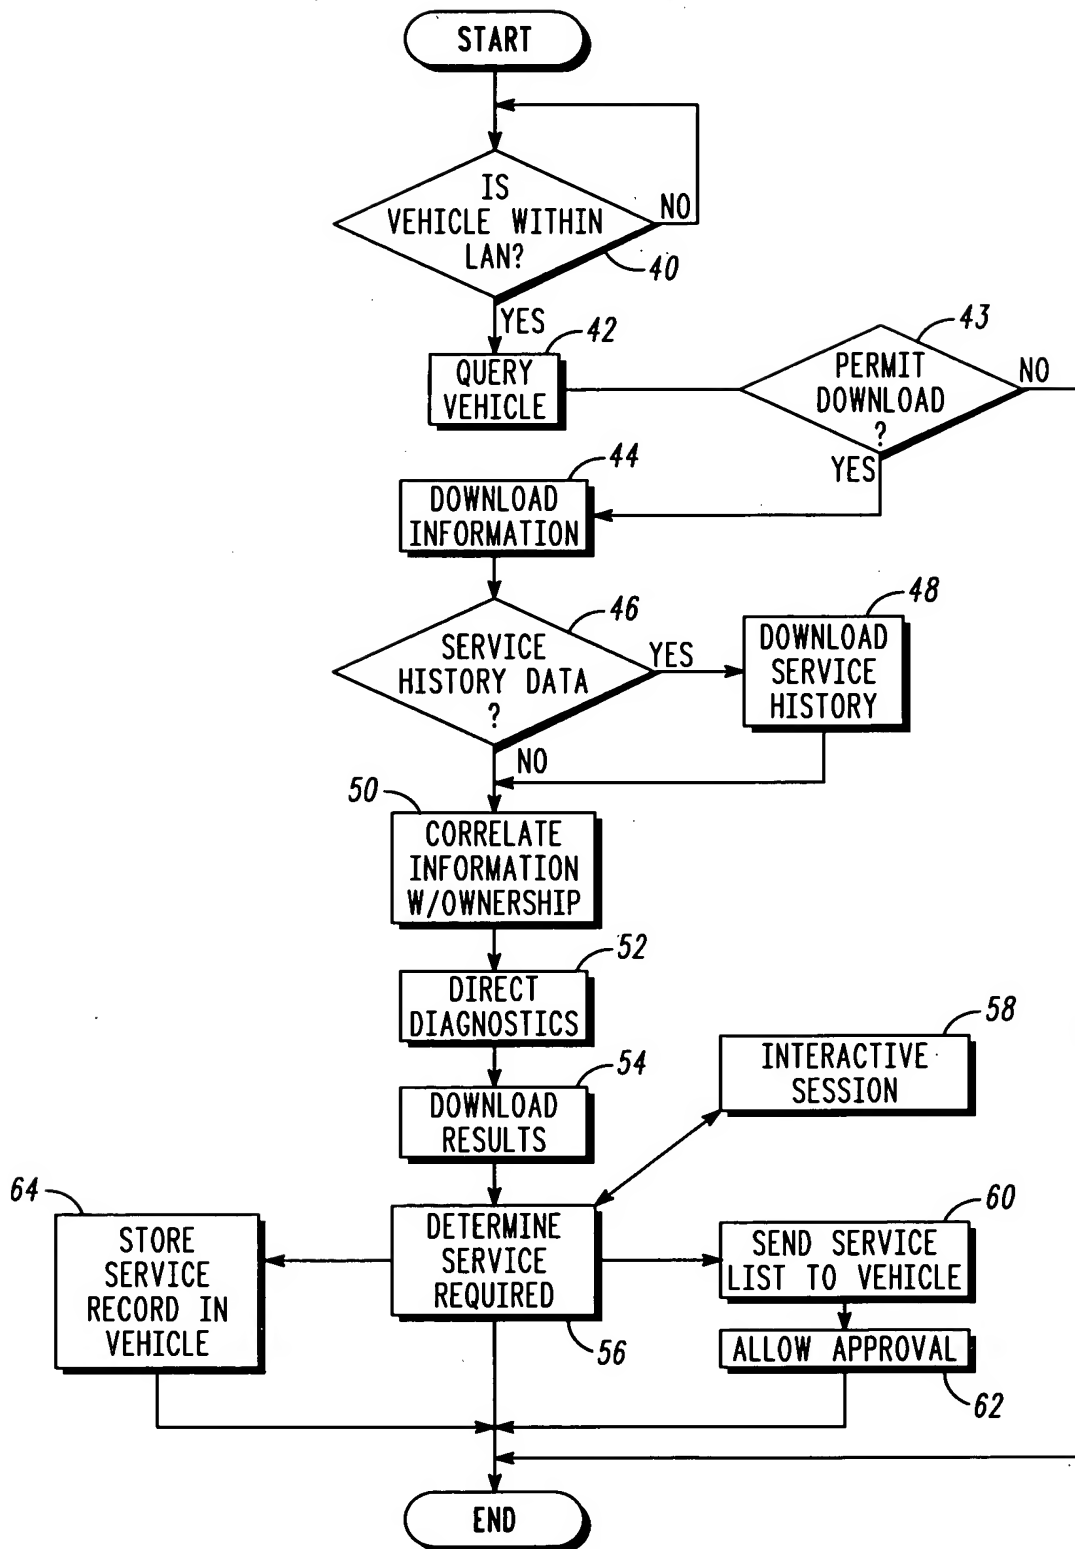 START
IS
VEHICLE WITHIN
LAN?
NO
40
YES
42
QUERY
VEHICLE
43
PERMIT
DOWNLOAD
?
NO
YES
44
DOWNLOAD
INFORMATION
46
SERVICE
HISTORY DATA
?
YES
48
DOWNLOAD
SERVICE
HISTORY
NO
50
CORRELATE
INFORMATION
W/OWNERSHIP
52
DIRECT
DIAGNOSTICS
54
DOWNLOAD
RESULTS
58
INTERACTIVE
SESSION
64
STORE
SERVICE
RECORD IN
VEHICLE
DETERMINE
SERVICE
REQUIRED
56
60
SEND SERVICE
LIST TO VEHICLE
ALLOW APPROVAL
62
END